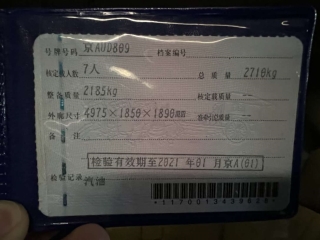 号牌号码 京AUD809 档案编号
核定载人数 7人 总质量 2710kg
整备质量 2185kg 核定载质量 --
外廓尺寸 4975×1850×1890mm 准牵引总质量 --
备注
检验有效期至2021年01月京A(01)
检验记录 汽油